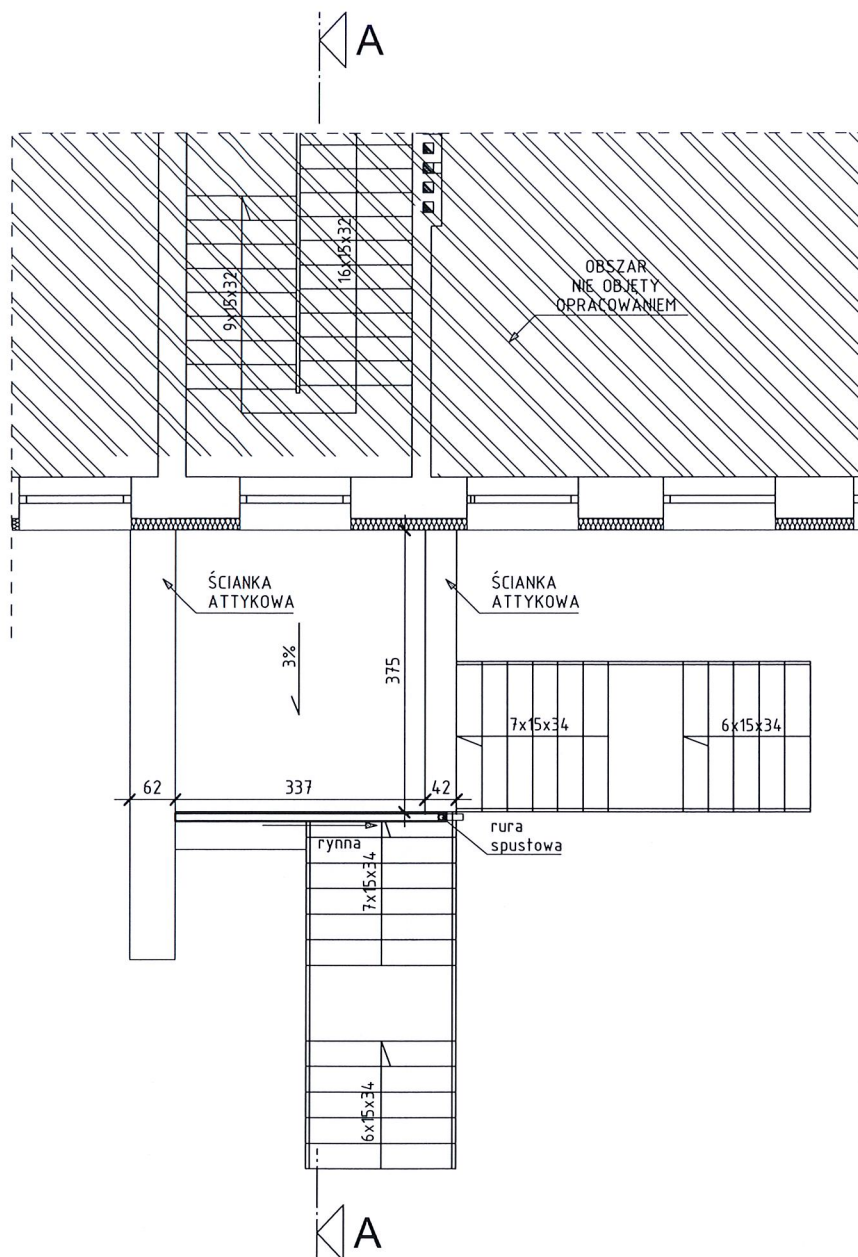 A
9x15x32
16x15x32
OBSZAR
NIE OBJĘTY
OPRACOWANIEM
ŚCIANKA
ATTYKOWA
ŚCIANKA
ATTYKOWA
3%
375
7x15x34
6x15x34
62
337
42
rynna
rura
spustowa
7x15x34
6x15x34
A